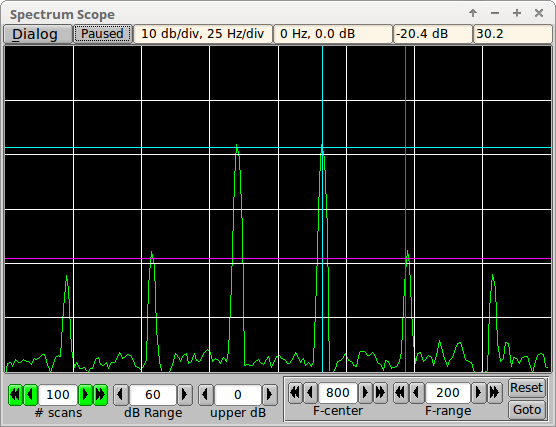 Spectrum Scope
Dialog Paused 10 db/div, 25 Hz/div 0 Hz, 0.0 dB -20.4 dB 30.2
100 60 0 800 200 Reset
# scans dB Range upper dB F-center F-range Goto